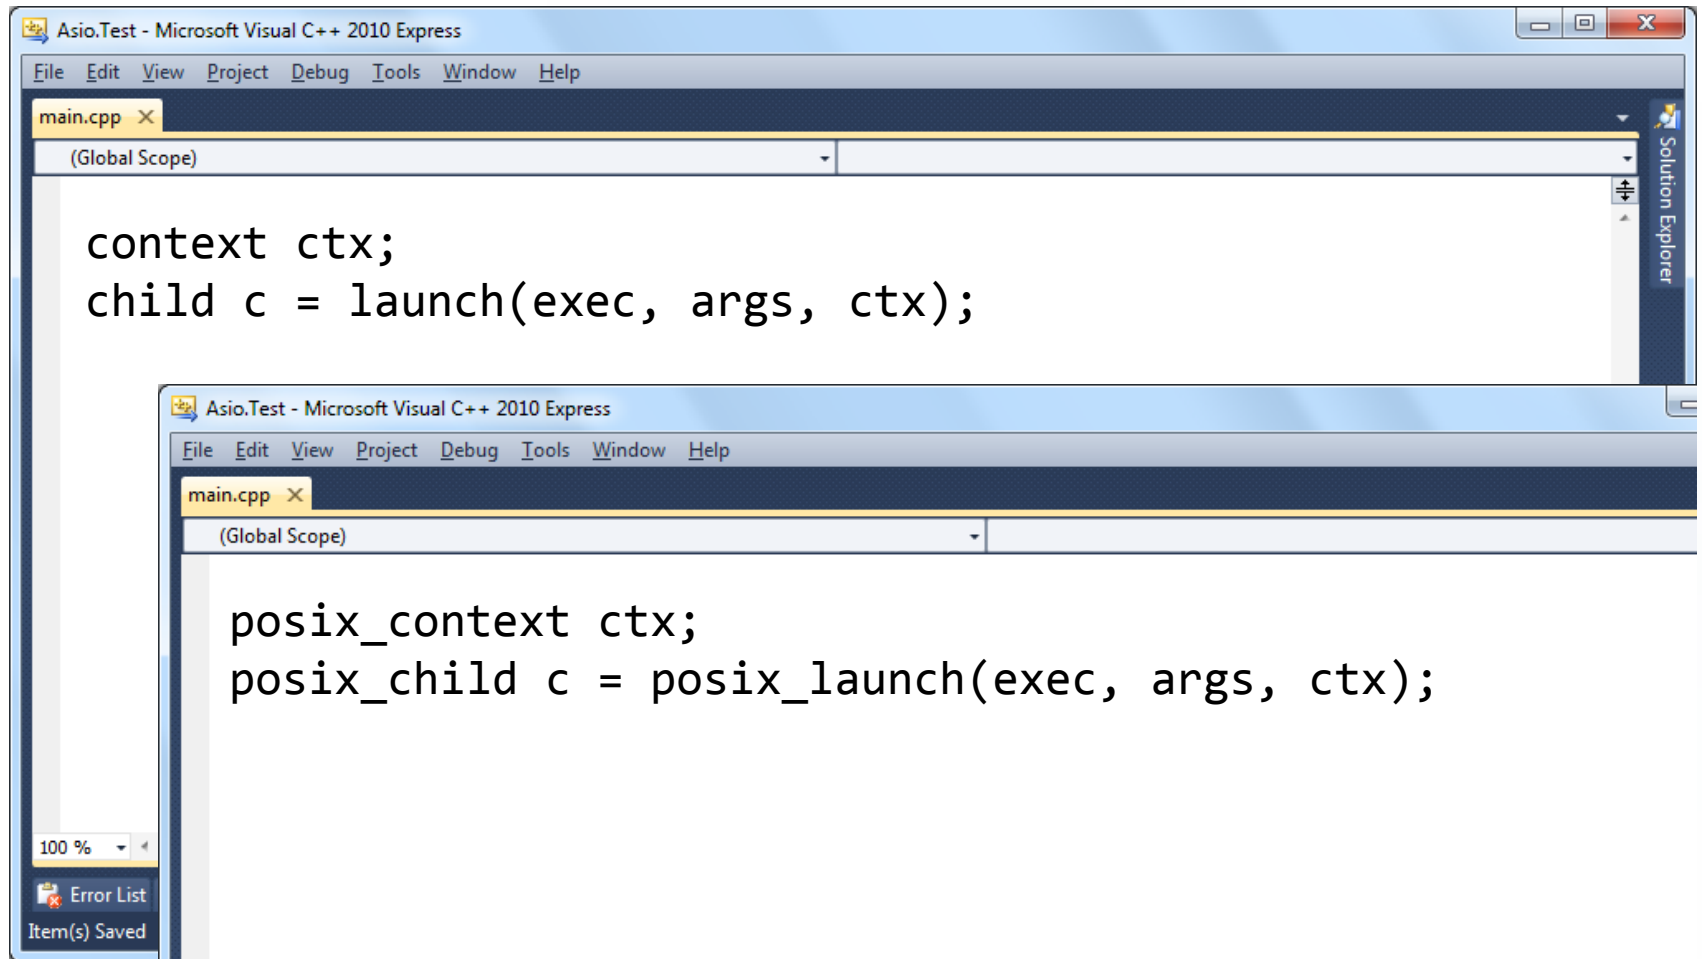 Asio.Test - Microsoft Visual C++ 2010 Express
File Edit View Project Debug Tools Window Help
main.cpp
(Global Scope)
Solution Explorer
context ctx;
child c = launch(exec, args, ctx);
Asio.Test - Microsoft Visual C++ 2010 Express
File Edit View Project Debug Tools Window Help
main.cpp
(Global Scope)
posix_context ctx;
posix_child c = posix_launch(exec, args, ctx);
100 %
Error List
Item(s) Saved